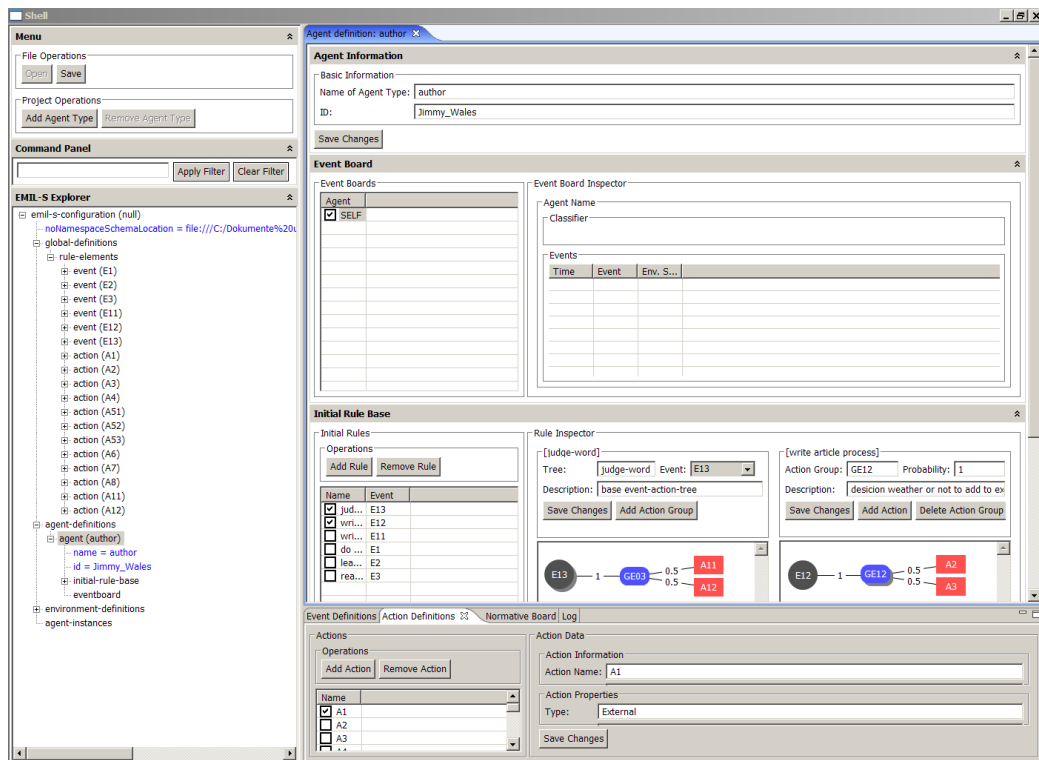 Shell
Menu
File Operations
Open Save
Project Operations
Add Agent Type Remove Agent Type
Command Panel
Apply Filter Clear Filter
EMIL-S Explorer
emil-s-configuration (null)
noNamespaceSchemaLocation = file:///C:/Dokumente%20u
global-definitions
rule-elements
event (E1)
event (E2)
event (E3)
event (E11)
event (E12)
event (E13)
action (A1)
action (A2)
action (A3)
action (A4)
action (A51)
action (A52)
action (A53)
action (A6)
action (A7)
action (A8)
action (A11)
action (A12)
agent-definitions
agent (author)
name = author
id = Jimmy_Wales
initial-rule-base
eventboard
environment-definitions
agent-instances
Agent definition: author
Agent Information
Basic Information
Name of Agent Type: author
ID: Jimmy_Wales
Save Changes
Event Board
Event Boards
Agent
SELF
Event Board Inspector
Agent Name
Classifier
Events
Time Event Env. S...
Initial Rule Base
Initial Rules
Operations
Add Rule Remove Rule
Name Event
jud... E13
wri... E12
wri... E11
do ... E1
lea... E2
rea... E3
Rule Inspector
[judge-word]
Tree: judge-word Event: E13
Description: base event-action-tree
Save Changes Add Action Group
E13 1 GE03 0.5 A11
0.5 A12
[write article process]
Action Group: GE12 Probability: 1
Description: desicion weather or not to add to ex
Save Changes Add Action Delete Action Group
E12 1 GE12 0.5 A2
0.5 A3
Event Definitions Action Definitions Normative Board Log
Actions
Operations
Add Action Remove Action
Name
A1
A2
A3
Action Data
Action Information
Action Name: A1
Action Properties
Type: External
Save Changes